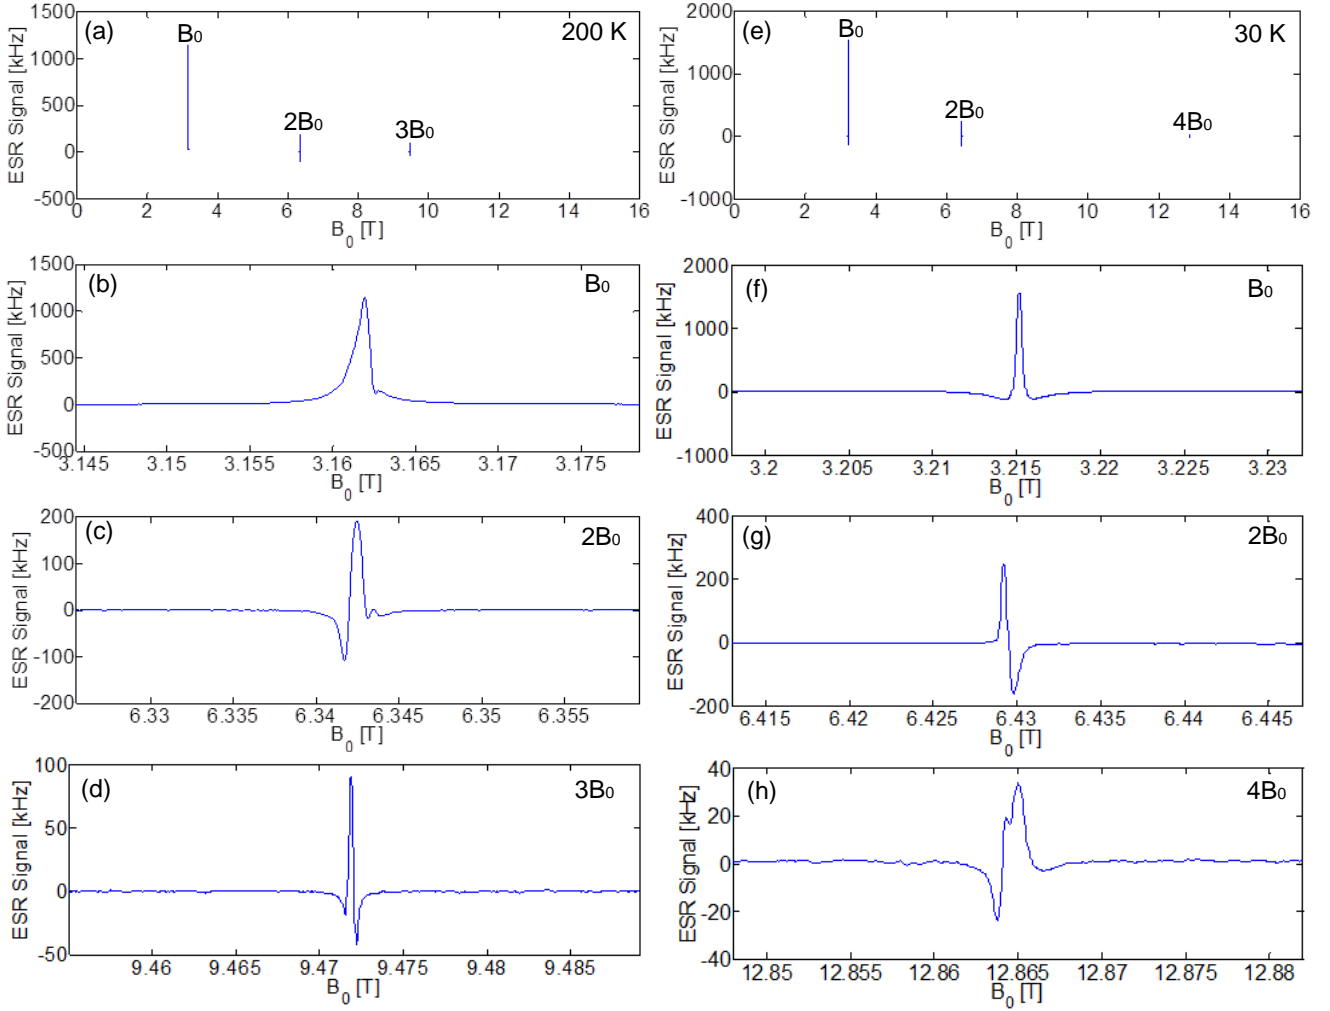 (a)
200 K
B₀
2B₀
3B₀
ESR Signal [kHz]
1500
1000
500
0
-500
0 2 4 6 8 10 12 14 16
B₀ [T]
(e)
30 K
B₀
2B₀
4B₀
ESR Signal [kHz]
2000
1000
0
-1000
0 2 4 6 8 10 12 14 16
B₀ [T]
(b)
B₀
ESR Signal [kHz]
1500
1000
500
0
-500
3.145 3.15 3.155 3.16 3.165 3.17 3.175
B₀ [T]
(f)
B₀
ESR Signal [kHz]
2000
1000
0
-1000
3.2 3.205 3.21 3.215 3.22 3.225 3.23
B₀ [T]
(c)
2B₀
ESR Signal [kHz]
200
100
0
-100
-200
6.33 6.335 6.34 6.345 6.35 6.355
B₀ [T]
(g)
2B₀
ESR Signal [kHz]
400
200
0
-200
6.415 6.42 6.425 6.43 6.435 6.44 6.445
B₀ [T]
(d)
3B₀
ESR Signal [kHz]
100
50
0
-50
9.46 9.465 9.47 9.475 9.48 9.485
B₀ [T]
(h)
4B₀
ESR Signal [kHz]
40
20
0
-20
-40
12.85 12.855 12.86 12.865 12.87 12.875 12.88
B₀ [T]